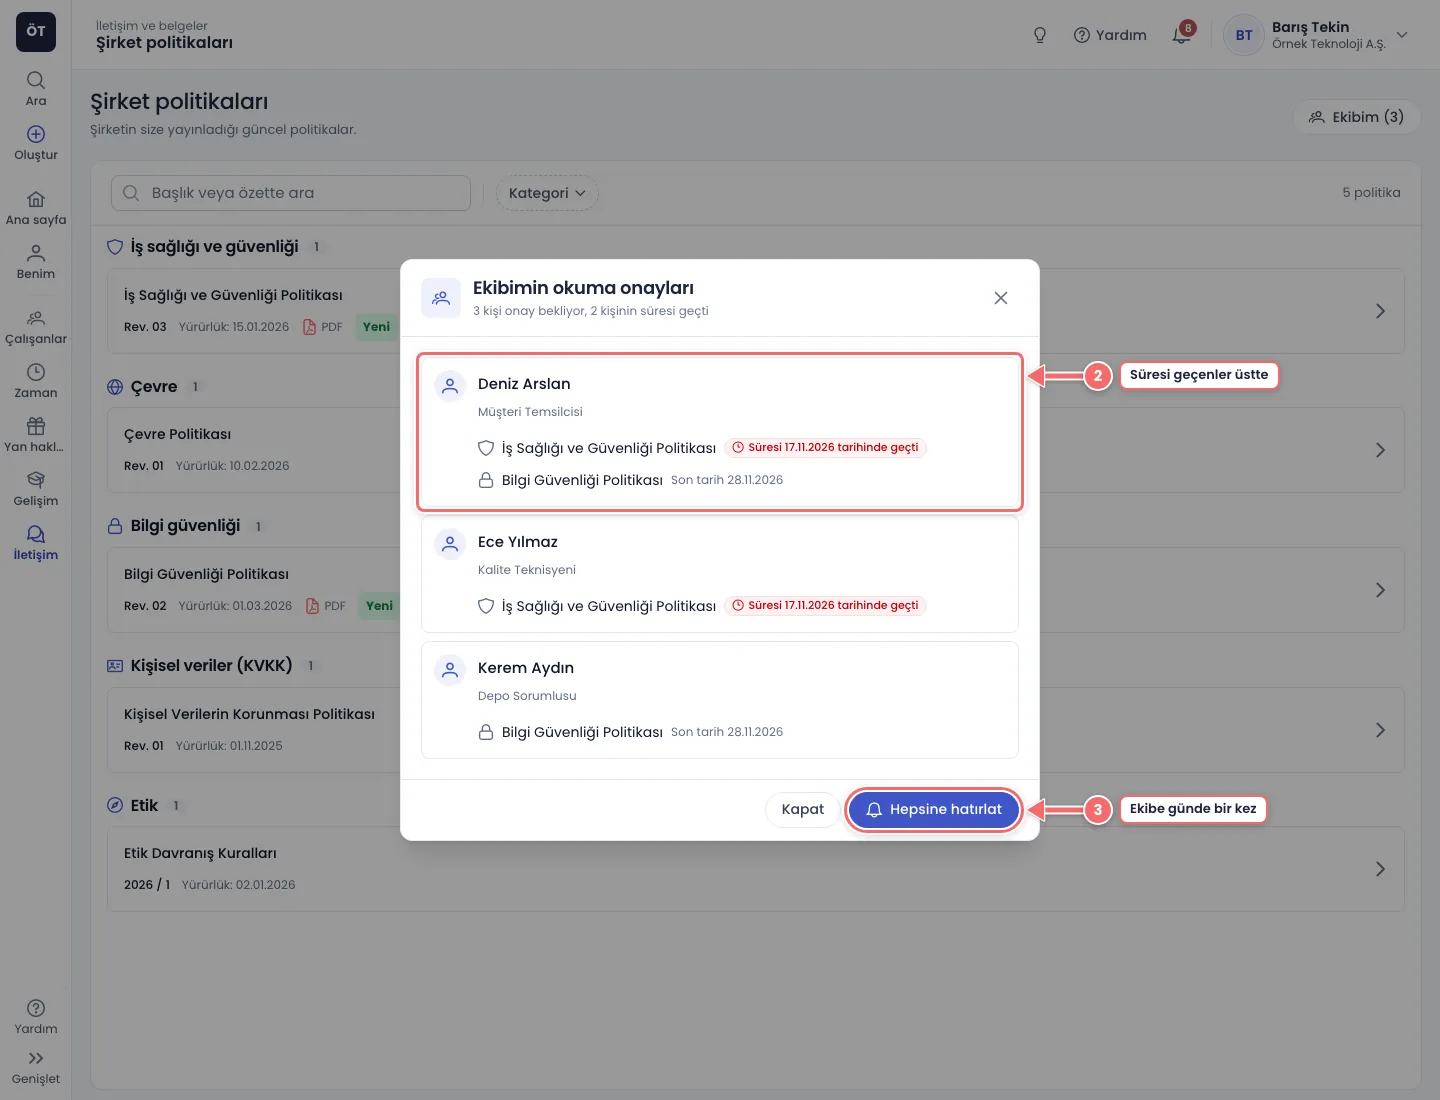 ÖT
Ara
Oluştur
Ana sayfa
Benim
Çalışanlar
Zaman
Yan hakl...
Gelişim
İletişim
Yardım
Genişlet
İletişim ve belgeler
Şirket politikaları
Yardım
8
BT
Barış Tekin
Örnek Teknoloji A.Ş.
Şirket politikaları
Şirketin size yayınladığı güncel politikalar.
Ekibim (3)
Başlık veya özette ara
Kategori
5 politika
İş sağlığı ve güvenliği 1
İş Sağlığı ve Güvenliği Politikası
Rev. 03 Yürürlük: 15.01.2026 PDF Yeni
Çevre 1
Çevre Politikası
Rev. 01 Yürürlük: 10.02.2026
Bilgi güvenliği 1
Bilgi Güvenliği Politikası
Rev. 02 Yürürlük: 01.03.2026 PDF Yeni
Kişisel veriler (KVKK) 1
Kişisel Verilerin Korunması Politikası
Rev. 01 Yürürlük: 01.11.2025
Etik 1
Etik Davranış Kuralları
2026 / 1 Yürürlük: 02.01.2026
Ekibimin okuma onayları
3 kişi onay bekliyor, 2 kişinin süresi geçti
Deniz Arslan
Müşteri Temsilcisi
İş Sağlığı ve Güvenliği Politikası Süresi 17.11.2026 tarihinde geçti
Bilgi Güvenliği Politikası Son tarih 28.11.2026
Ece Yılmaz
Kalite Teknisyeni
İş Sağlığı ve Güvenliği Politikası Süresi 17.11.2026 tarihinde geçti
Kerem Aydın
Depo Sorumlusu
Bilgi Güvenliği Politikası Son tarih 28.11.2026
Kapat
Hepsine hatırlat
2 Süresi geçenler üstte
3 Ekibe günde bir kez